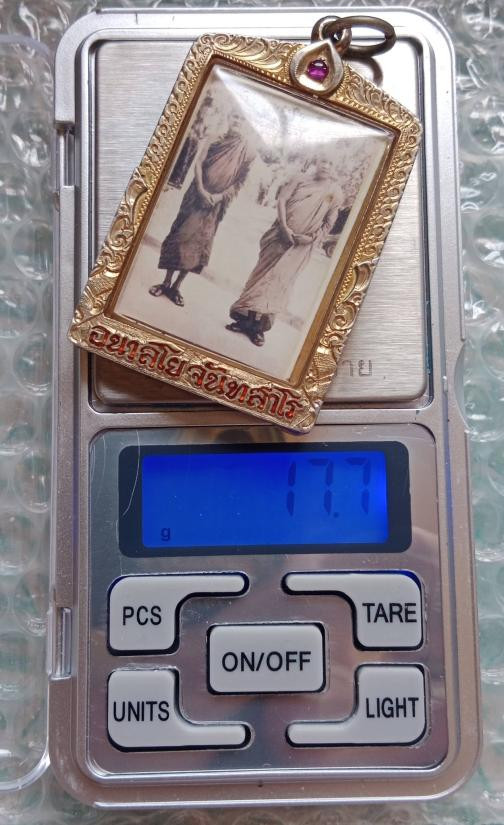 อนาลโย จันทสาโร
17.7
g
PCS
TARE
ON/OFF
UNITS
LIGHT